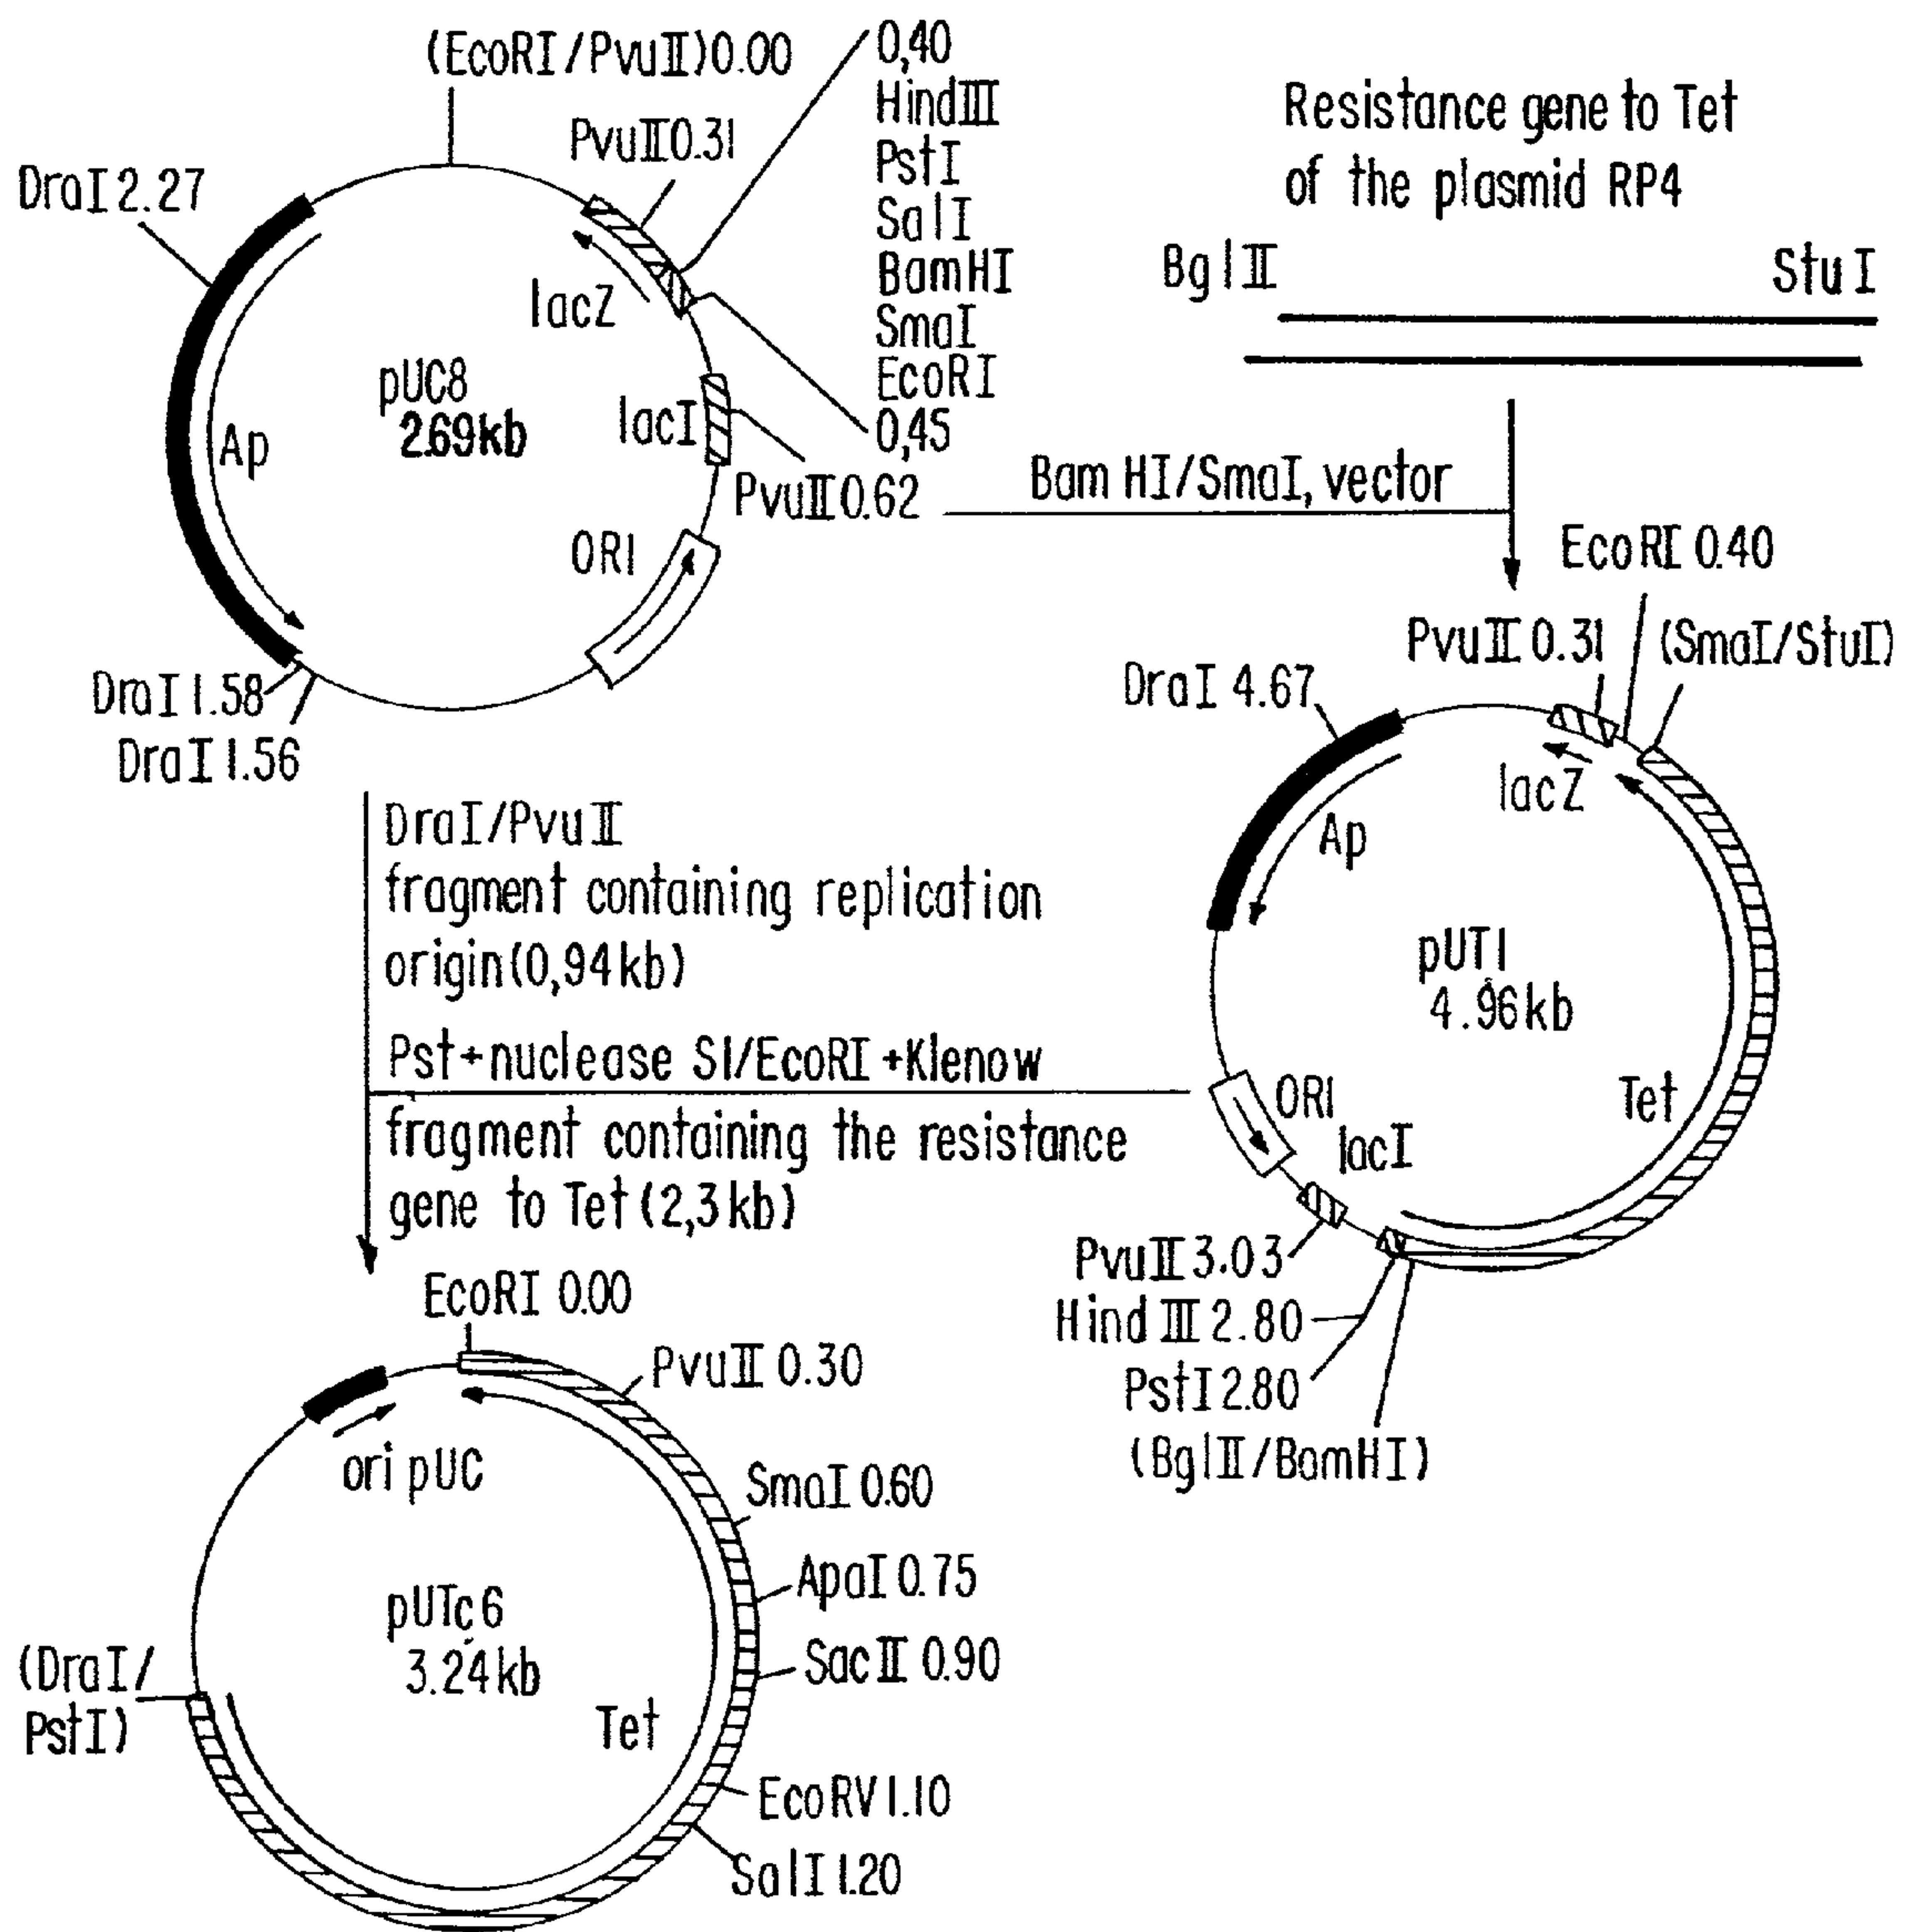 (EcoRI/PvuII)0.00
PvuII 0.31
DraI 2.27
0,40
HindIII
PstI
SalI
BamHI
SmaI
EcoRI
0,45
lacZ
pUC8
2.69kb
lacI
Ap
PvuII 0.62
ORI
DraI 1.58
DraI 1.56
Resistance gene to Tet
of the plasmid RP4
BglII
StuI
Bam HI/SmaI, vector
EcoRI 0.40
PvuII 0.31
(SmaI/StuI)
DraI 4.67
lacZ
Ap
pUT1
4.96kb
ORI
lacI
Tet
PvuII 3.03
Hind III 2.80
PstI 2.80
(BglII/BamHI)
DraI/PvuII
fragment containing replication
origin(0,94kb)
Pst+nuclease S1/EcoRI +Klenow
fragment containing the resistance
gene to Tet (2,3kb)
EcoRI 0.00
PvuII 0.30
ori pUC
SmaI 0.60
ApaI 0.75
pUTc6
3.24kb
SacII 0.90
(DraI/
PstI)
Tet
EcoRV 1.10
SalI 1.20